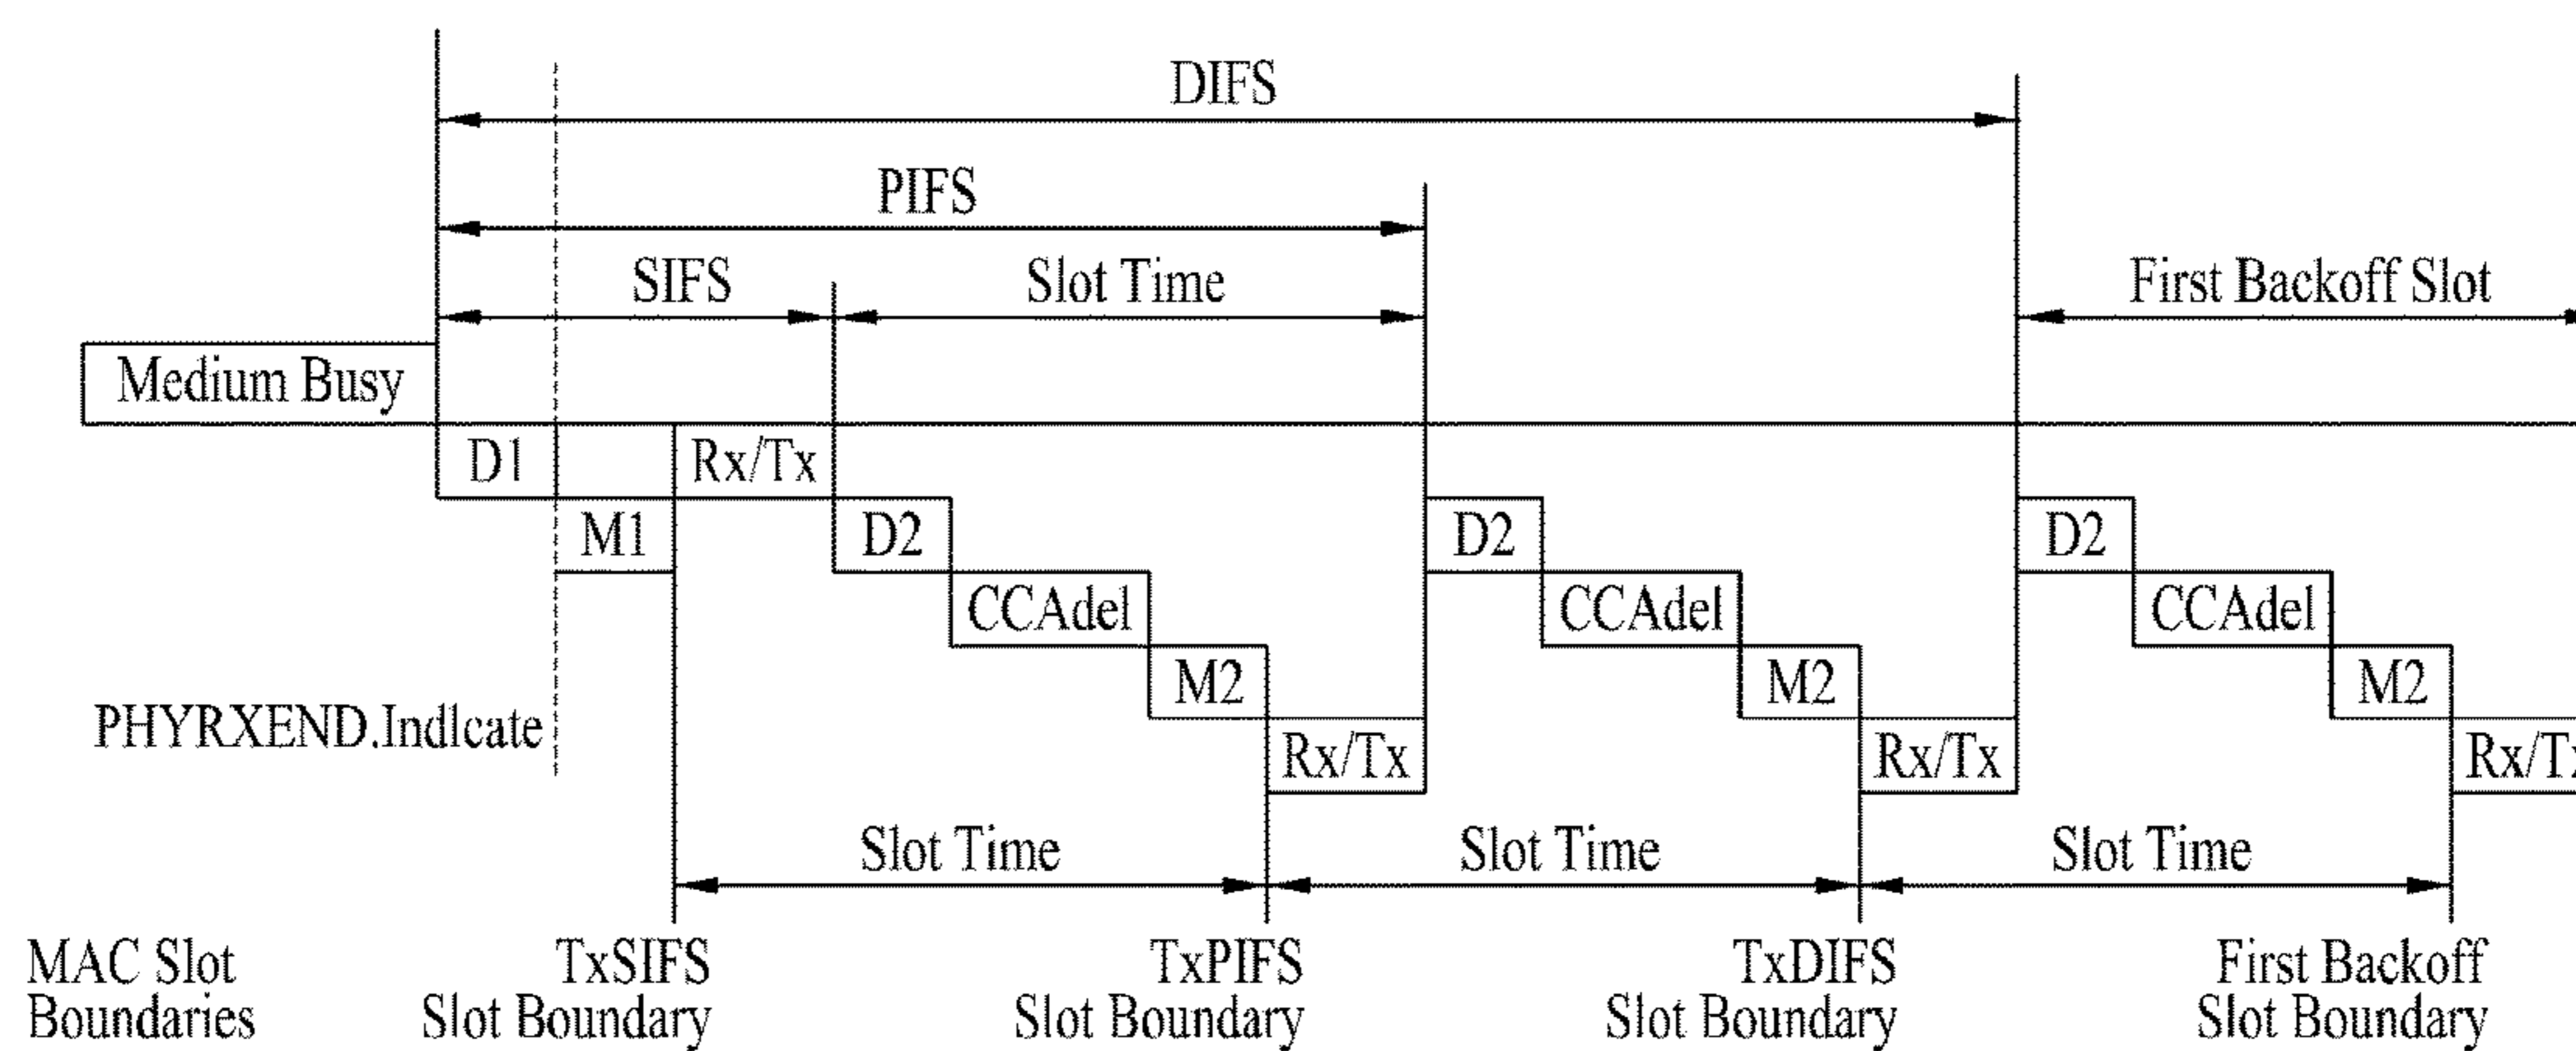 DIFS
PIFS
SIFS
Slot Time
First Backoff Slot
Medium Busy
D1
Rx/Tx
M1
D2
D2
D2
CCAdel
CCAdel
CCAdel
M2
M2
M2
PHYRXEND.Indlcate
Rx/Tx
Rx/Tx
Rx/Tx
Slot Time
Slot Time
Slot Time
MAC Slot
Boundaries
TxSIFS
Slot Boundary
TxPIFS
Slot Boundary
TxDIFS
Slot Boundary
First Backoff
Slot Boundary